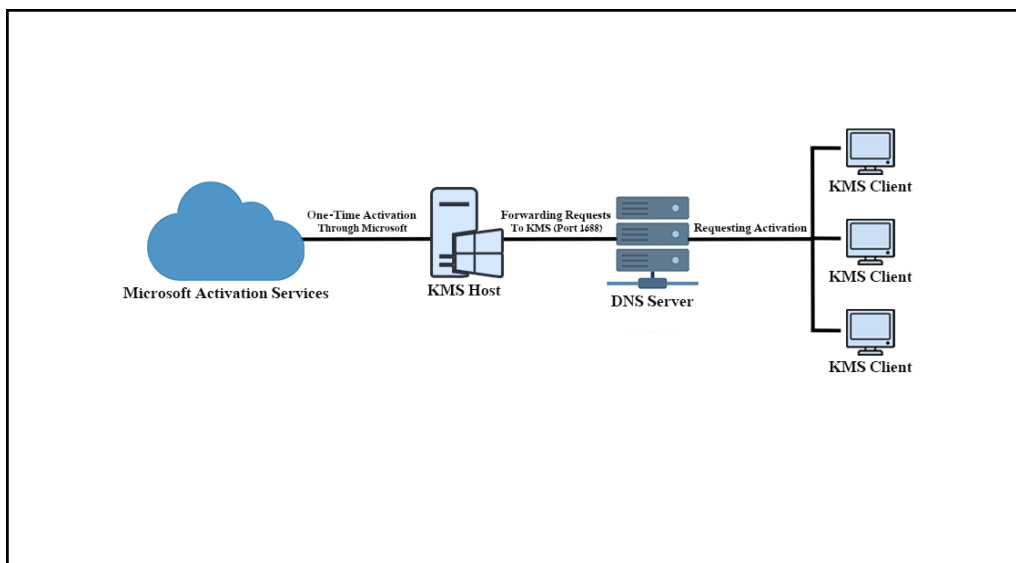 One-Time Activation
Through Microsoft
Microsoft Activation Services
KMS Host
Forwarding Requests
To KMS (Port 1688)
DNS Server
Requesting Activation
KMS Client
KMS Client
KMS Client